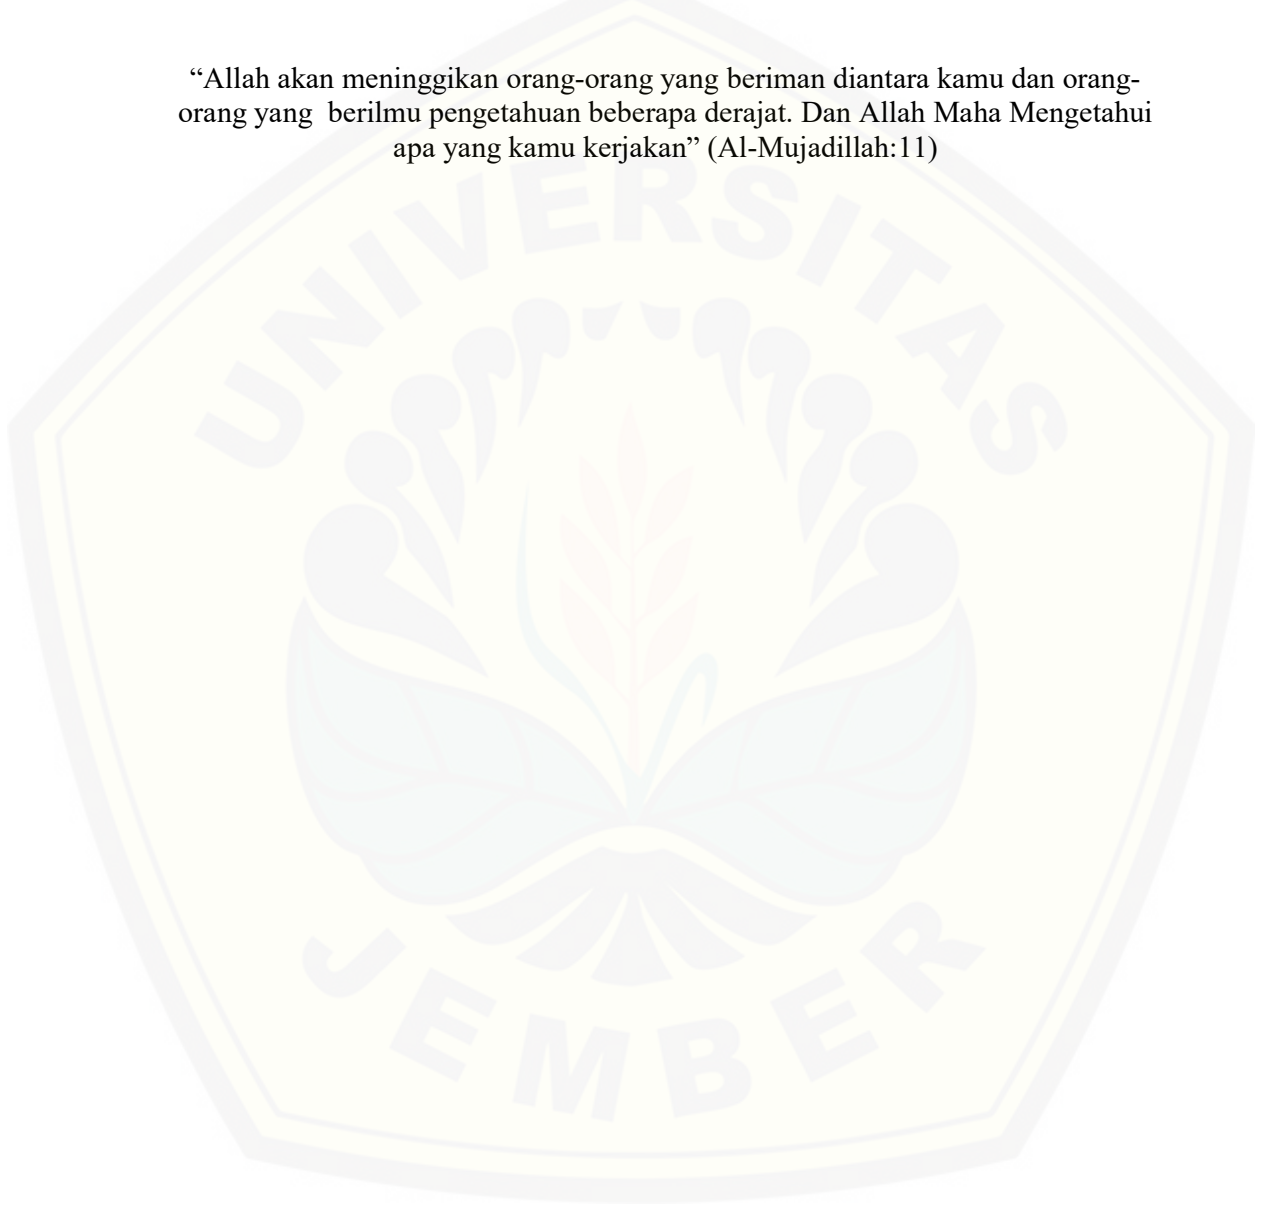 “Allah akan meninggikan orang-orang yang beriman diantara kamu dan orang-
orang yang  berilmu pengetahuan beberapa derajat. Dan Allah Maha Mengetahui
apa yang kamu kerjakan” (Al-Mujadillah:11)
UNIVERSITAS
JEMBER